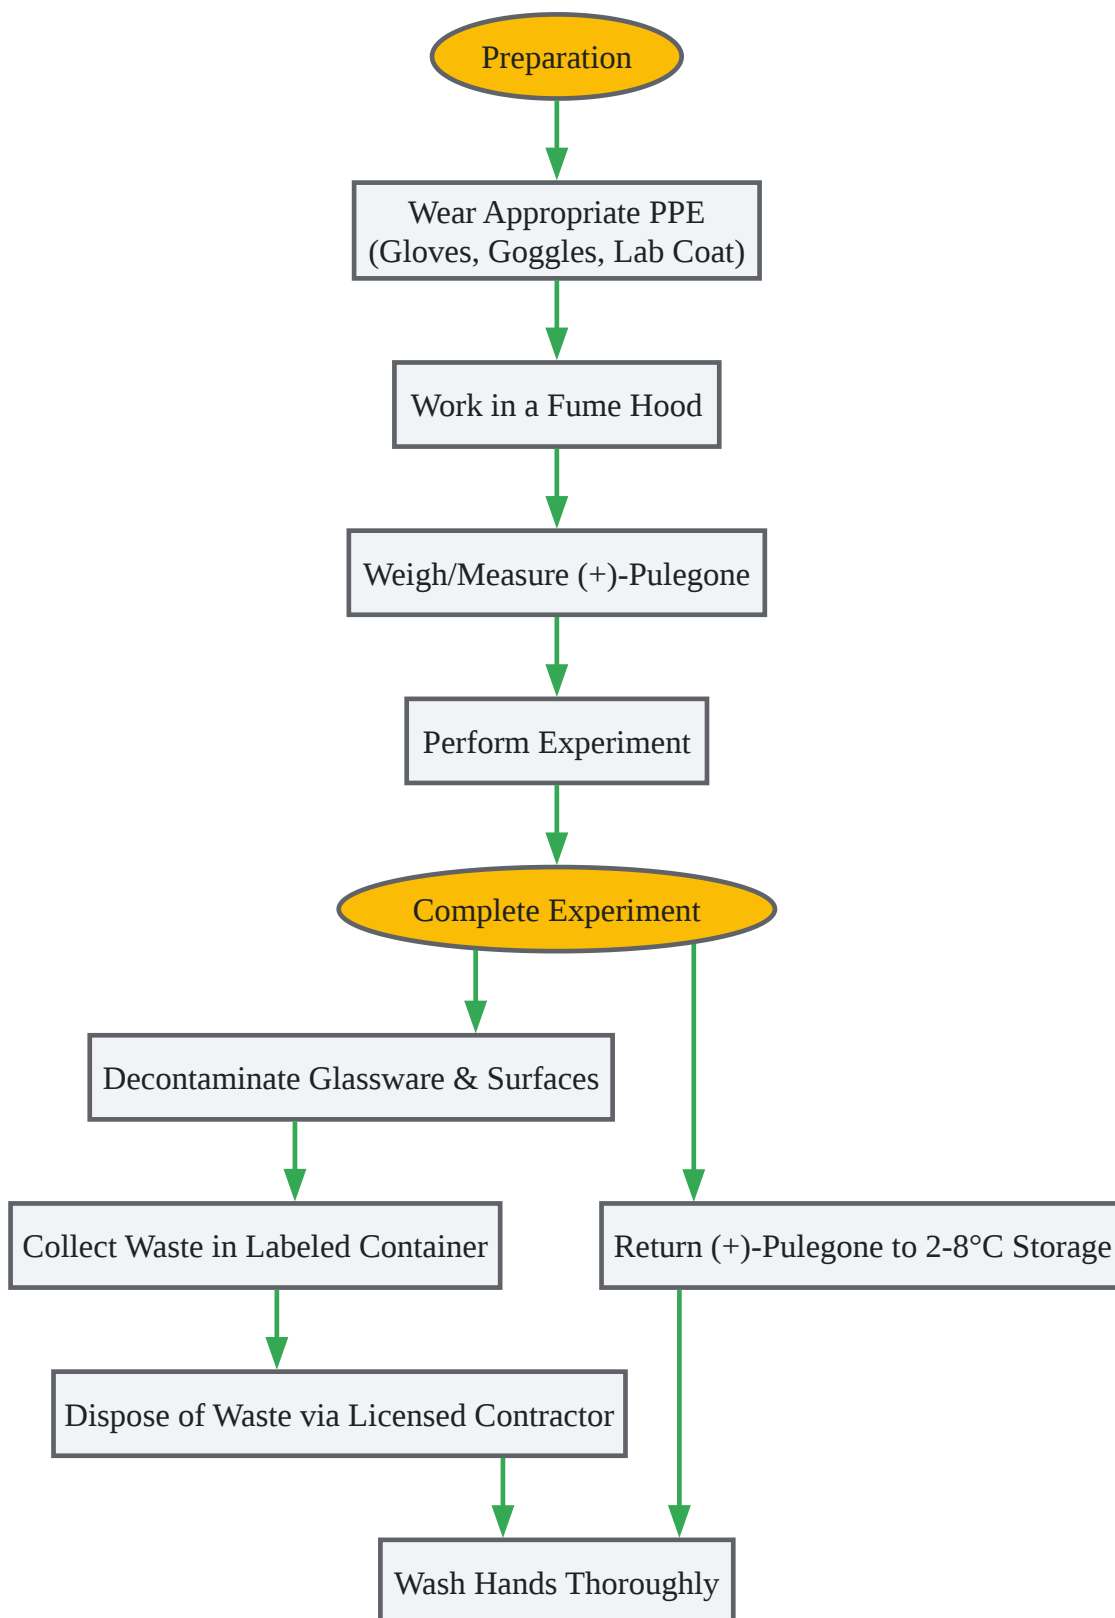 Preparation
Wear Appropriate PPE
(Gloves, Goggles, Lab Coat)
Work in a Fume Hood
Weigh/Measure (+)-Pulegone
Perform Experiment
Complete Experiment
Decontaminate Glassware & Surfaces
Collect Waste in Labeled Container
Return (+)-Pulegone to 2-8°C Storage
Dispose of Waste via Licensed Contractor
Wash Hands Thoroughly